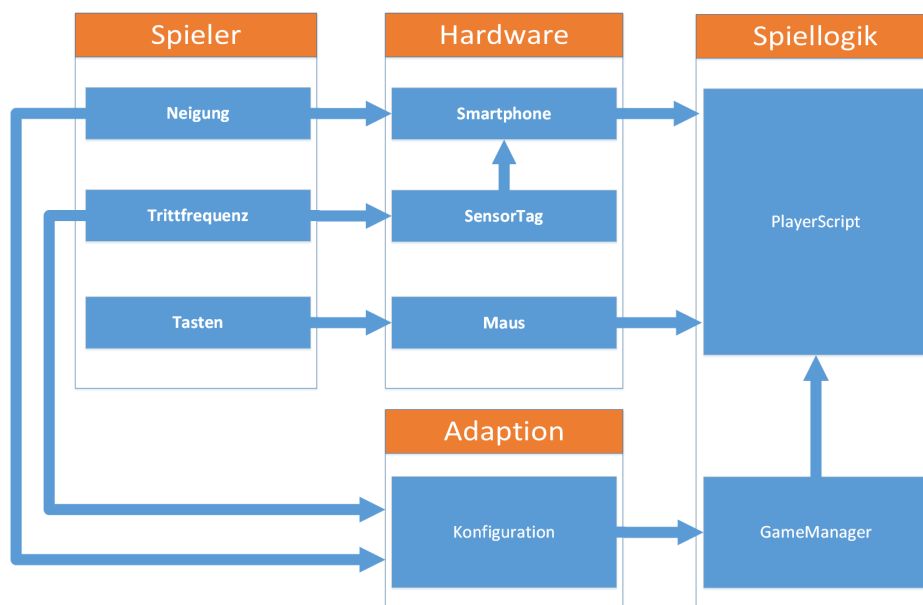 Spieler
Hardware
Spiellogik
Neigung
Smartphone
Trittfrequenz
SensorTag
PlayerScript
Tasten
Maus
Adaption
Konfiguration
GameManager